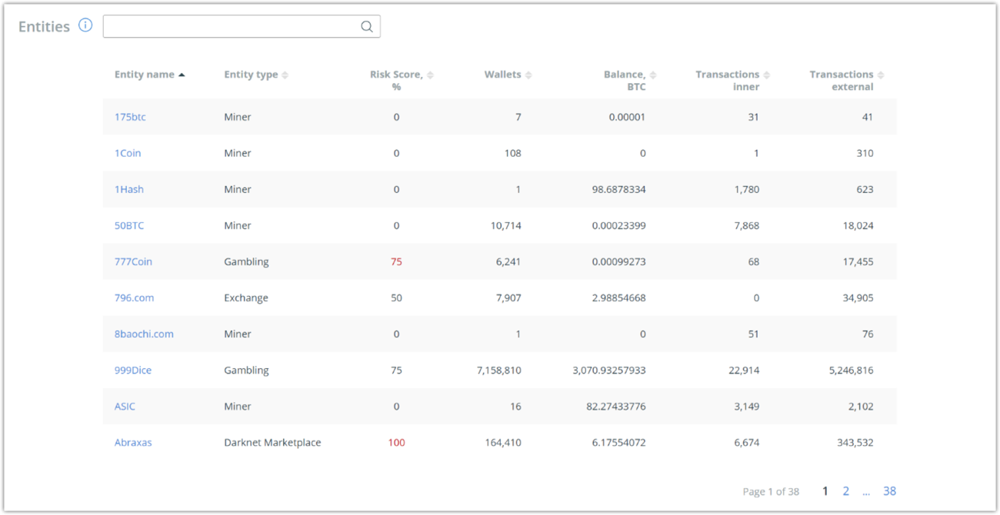 Entities
Entity name Entity type Risk Score, % Wallets Balance, BTC Transactions inner Transactions external
175btc Miner 0 7 0.00001 31 41
1Coin Miner 0 108 0 1 310
1Hash Miner 0 1 98.6878334 1,780 623
50BTC Miner 0 10,714 0.00023399 7,868 18,024
777Coin Gambling 75 6,241 0.00099273 68 17,455
796.com Exchange 50 7,907 2.98854668 0 34,905
8baochi.com Miner 0 1 0 51 76
999Dice Gambling 75 7,158,810 3,070.93257933 22,914 5,246,816
ASIC Miner 0 16 82.27433776 3,149 2,102
Abraxas Darknet Marketplace 100 164,410 6.17554072 6,674 343,532
Page 1 of 38 1 2 ... 38